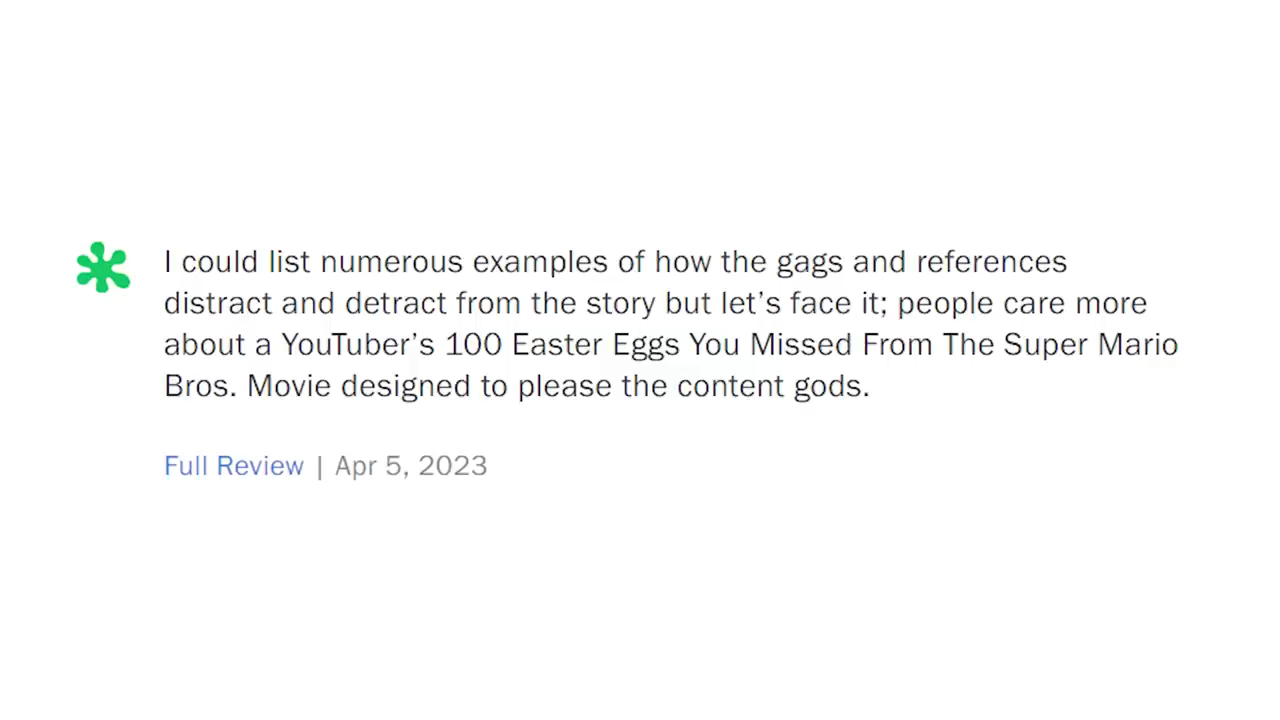 I could list numerous examples of how the gags and references
distract and detract from the story but let’s face it; people care more
about a YouTuber’s 100 Easter Eggs You Missed From The Super Mario
Bros. Movie designed to please the content gods.
Full Review | Apr 5, 2023